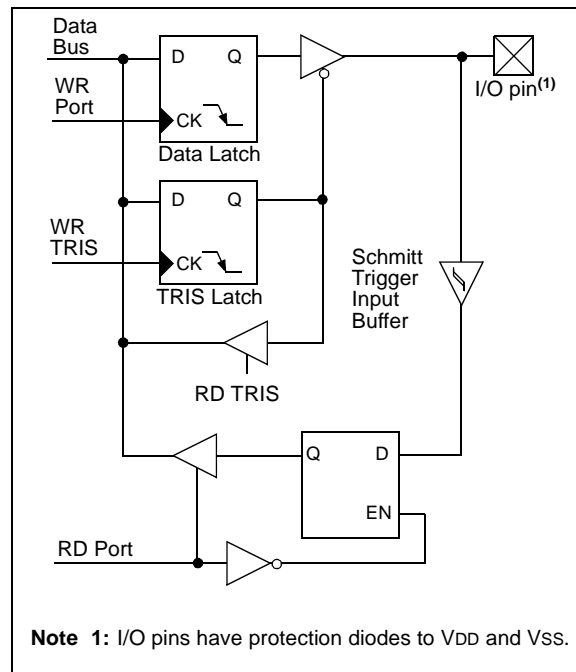 Data
Bus
D Q
WR
Port
CK
I/O pin(1)
Data Latch
D Q
WR
TRIS
CK
TRIS Latch
Schmitt
Trigger
Input
Buffer
RD TRIS
Q D
EN
RD Port
Note 1: I/O pins have protection diodes to VDD and VSS.